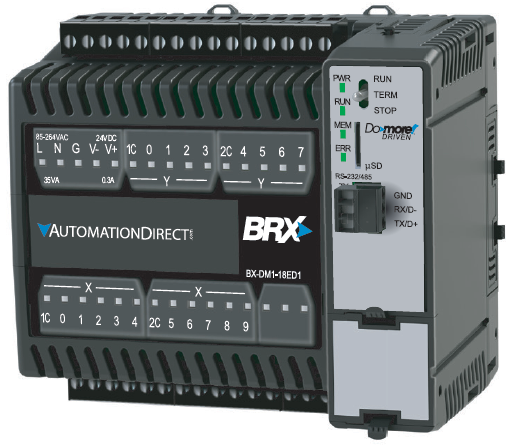 85-264VAC 24VDC
L N G V- V+
35VA 0.3A
1C 0 1 2 3
Y
2C 4 5 6 7
Y
AUTOMATIONDIRECT
BRX
BX-DM1-18ED1
X
1C 0 1 2 3 4
X
2C 5 6 7 8 9
PWR
RUN
MEM
ERR
RUN
TERM
STOP
Do-more!
DRIVEN
µSD
RS-232/485
GND
RX/D-
TX/D+